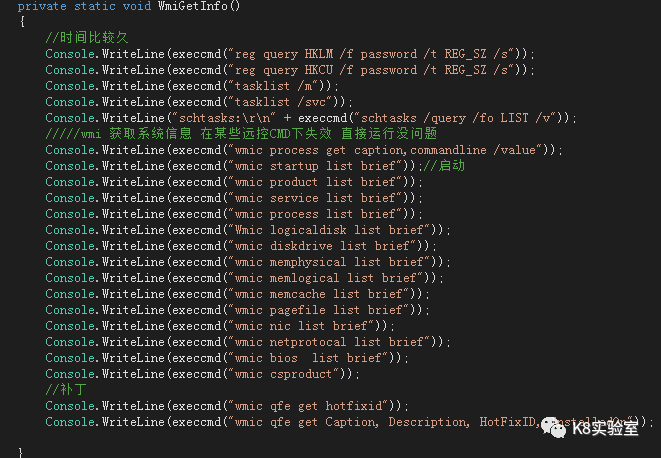 private static void WmiGetInfo()
{
//时间比较久
Console.WriteLine(execcmd("reg query HKLM /f password /t REG_SZ /s"));
Console.WriteLine(execcmd("reg query HKCU /f password /t REG_SZ /s"));
Console.WriteLine(execcmd("tasklist /m"));
Console.WriteLine(execcmd("tasklist /svc"));
Console.WriteLine("schtasks:\r\n" + execcmd("schtasks /query /fo LIST /v"));
/////wmi 获取系统信息 在某些远控CMD下失效 直接运行没问题
Console.WriteLine(execcmd("wmic process get caption,commandline /value"));
Console.WriteLine(execcmd("wmic startup list brief"));//启动
Console.WriteLine(execcmd("wmic product list brief"));
Console.WriteLine(execcmd("wmic service list brief"));
Console.WriteLine(execcmd("wmic process list brief"));
Console.WriteLine(execcmd("Wmic logicaldisk list brief"));
Console.WriteLine(execcmd("wmic diskdrive list brief"));
Console.WriteLine(execcmd("wmic memphysical list brief"));
Console.WriteLine(execcmd("wmic memlogical list brief"));
Console.WriteLine(execcmd("wmic memcache list brief"));
Console.WriteLine(execcmd("wmic pagefile list brief"));
Console.WriteLine(execcmd("wmic nic list brief"));
Console.WriteLine(execcmd("wmic netprotocal list brief"));
Console.WriteLine(execcmd("wmic bios  list brief"));
Console.WriteLine(execcmd("wmic csproduct"));
//补丁
Console.WriteLine(execcmd("wmic qfe get hotfixid"));
Console.WriteLine(execcmd("wmic qfe get Caption, Description, HotFixID, "));
K8实验室
}